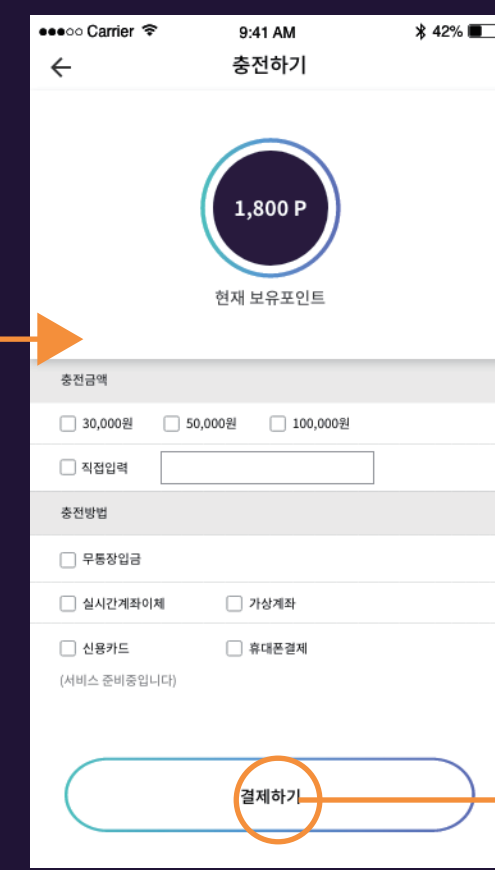 Carrier 9:41 AM 42%
충전하기
1,800 P
현재 보유포인트
충전금액
30,000원 50,000원 100,000원
직접입력
충전방법
무통장입금
실시간계좌이체 가상계좌
신용카드 휴대폰결제
(서비스 준비중입니다)
결제하기